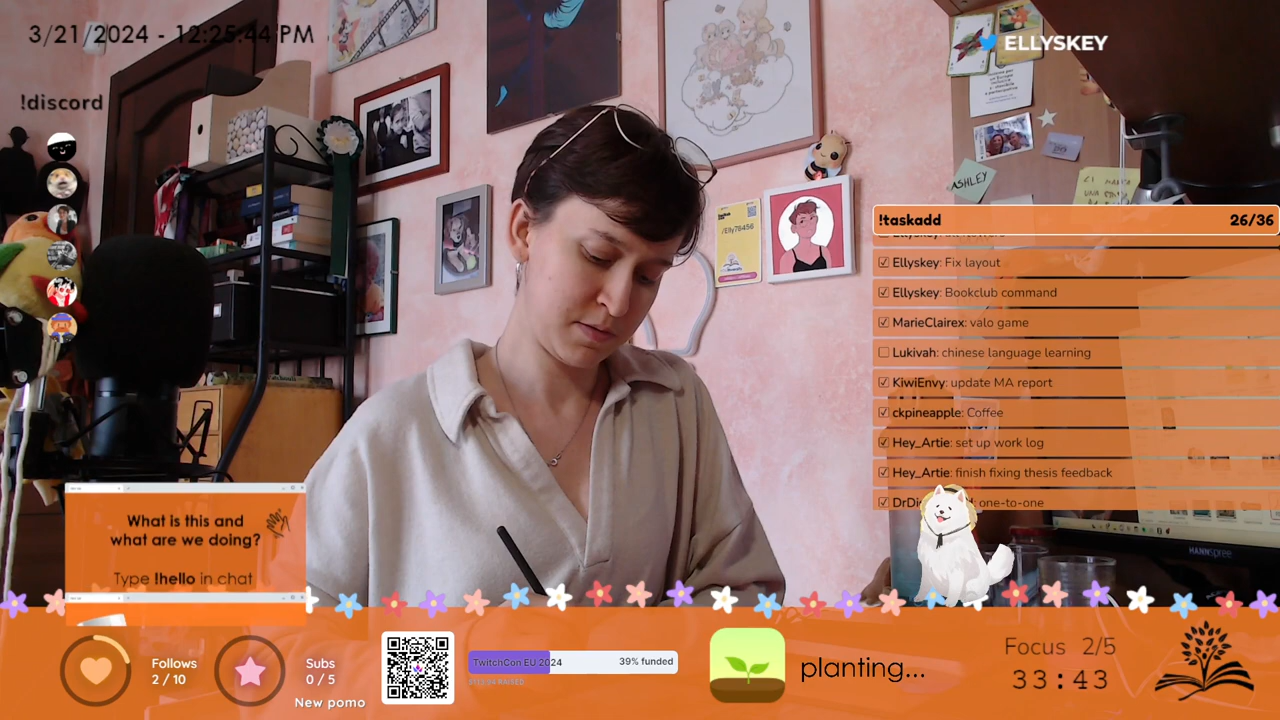 3/21/2024 - 12:25:44 PM
ELLYSKEY
!discord
ASHLEY
/Elly76456
!taskadd 26/36
Ellyskey: Fix layout
Ellyskey: Bookclub command
MarieClairex: valo game
Lukivah: chinese language learning
KiwiEnvy: update MA report
ckpineapple: Coffee
Hey_Artie: set up work log
Hey_Artie: finish fixing thesis feedback
one-to-one
HANNSpree
What is this and
what are we doing?
Type !hello in chat
Follows
2 / 10
Subs
0 / 5
New pomo
TwitchCon EU 2024 39% funded
planting...
Focus 2/5
33:43